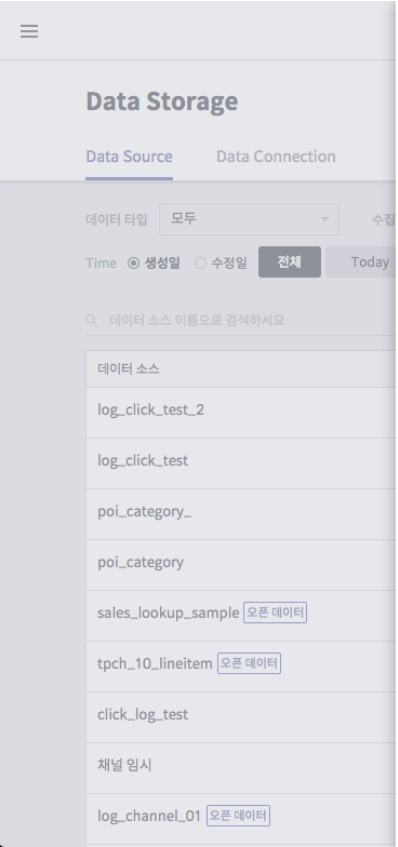 Data Storage
Data Source Data Connection
데이터 타입 모두 수집
Time 생성일 수정일 전체 Today
데이터 소스 이름으로 검색하세요
데이터 소스
log_click_test_2
log_click_test
poi_category_
poi_category
sales_lookup_sample 오픈 데이터
tpch_10_lineitem 오픈 데이터
click_log_test
채널 임시
log_channel_01 오픈 데이터